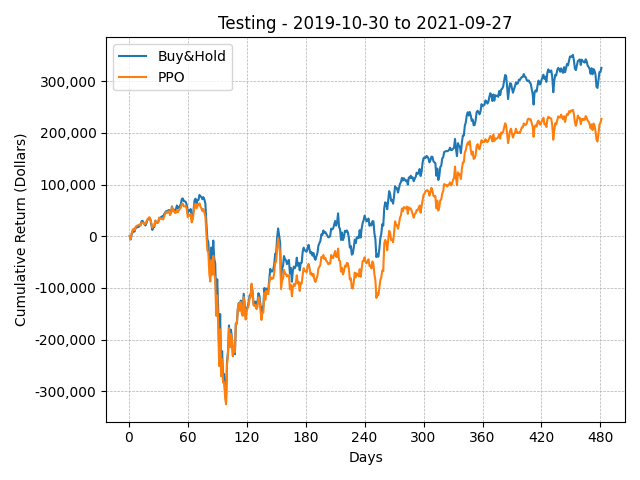 Testing - 2019-10-30 to 2021-09-27
Buy&Hold
PPO
Cumulative Return (Dollars)
300,000
200,000
100,000
0
-100,000
-200,000
-300,000
0 60 120 180 240 300 360 420 480
Days